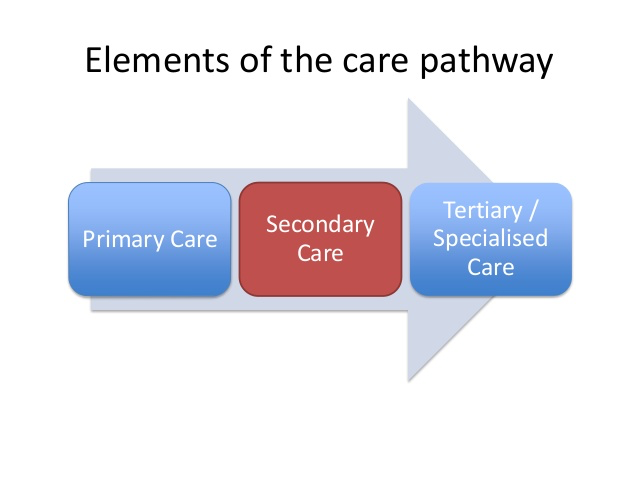 Elements of the care pathway
Primary Care
Secondary
Care
Tertiary /
Specialised
Care